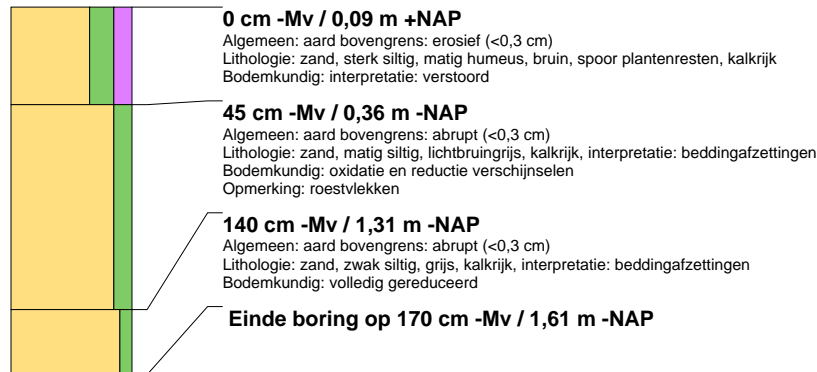 0 cm -Mv / 0,09 m +NAP
Algemeen: aard bovengrens: erosief (<0,3 cm)
Lithologie: zand, sterk siltig, matig humeus, bruin, spoor plantenresten, kalkrijk
Bodemkundig: interpretatie: verstoord
45 cm -Mv / 0,36 m -NAP
Algemeen: aard bovengrens: abrupt (<0,3 cm)
Lithologie: zand, matig siltig, lichtbruingrijs, kalkrijk, interpretatie: beddingafzettingen
Bodemkundig: oxidatie en reductie verschijnselen
Opmerking: roestvlekken
140 cm -Mv / 1,31 m -NAP
Algemeen: aard bovengrens: abrupt (<0,3 cm)
Lithologie: zand, zwak siltig, grijs, kalkrijk, interpretatie: beddingafzettingen
Bodemkundig: volledig gereduceerd
Einde boring op 170 cm -Mv / 1,61 m -NAP